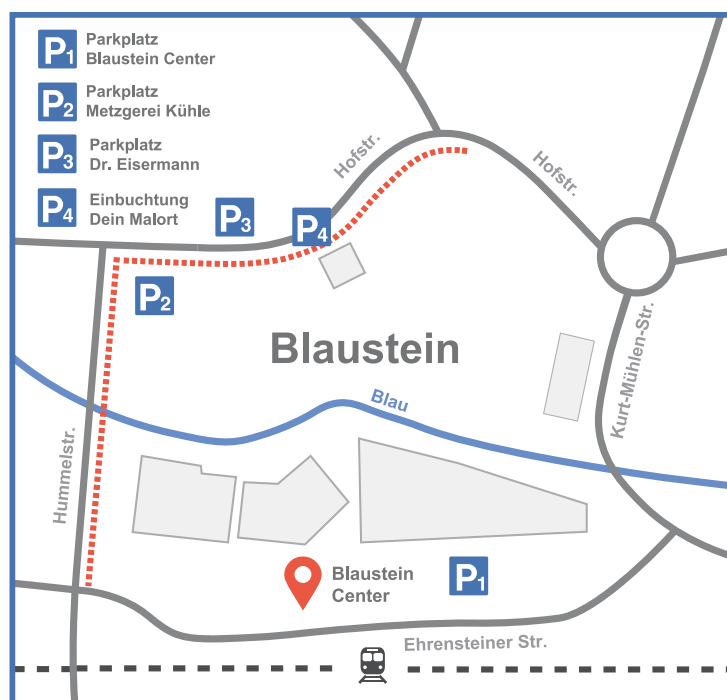 P1 Parkplatz
Blaustein Center
P2 Parkplatz
Metzgerei Kühle
P3 Parkplatz
Dr. Eisermann
P4 Einbuchtung
Dein Malort
Hofstr.
Hofstr.
P3
P4
P2
Blaustein
Kurt-Mühlen-Str.
Blau
Hummelstr.
Blaustein
Center
P1
Ehrensteiner Str.